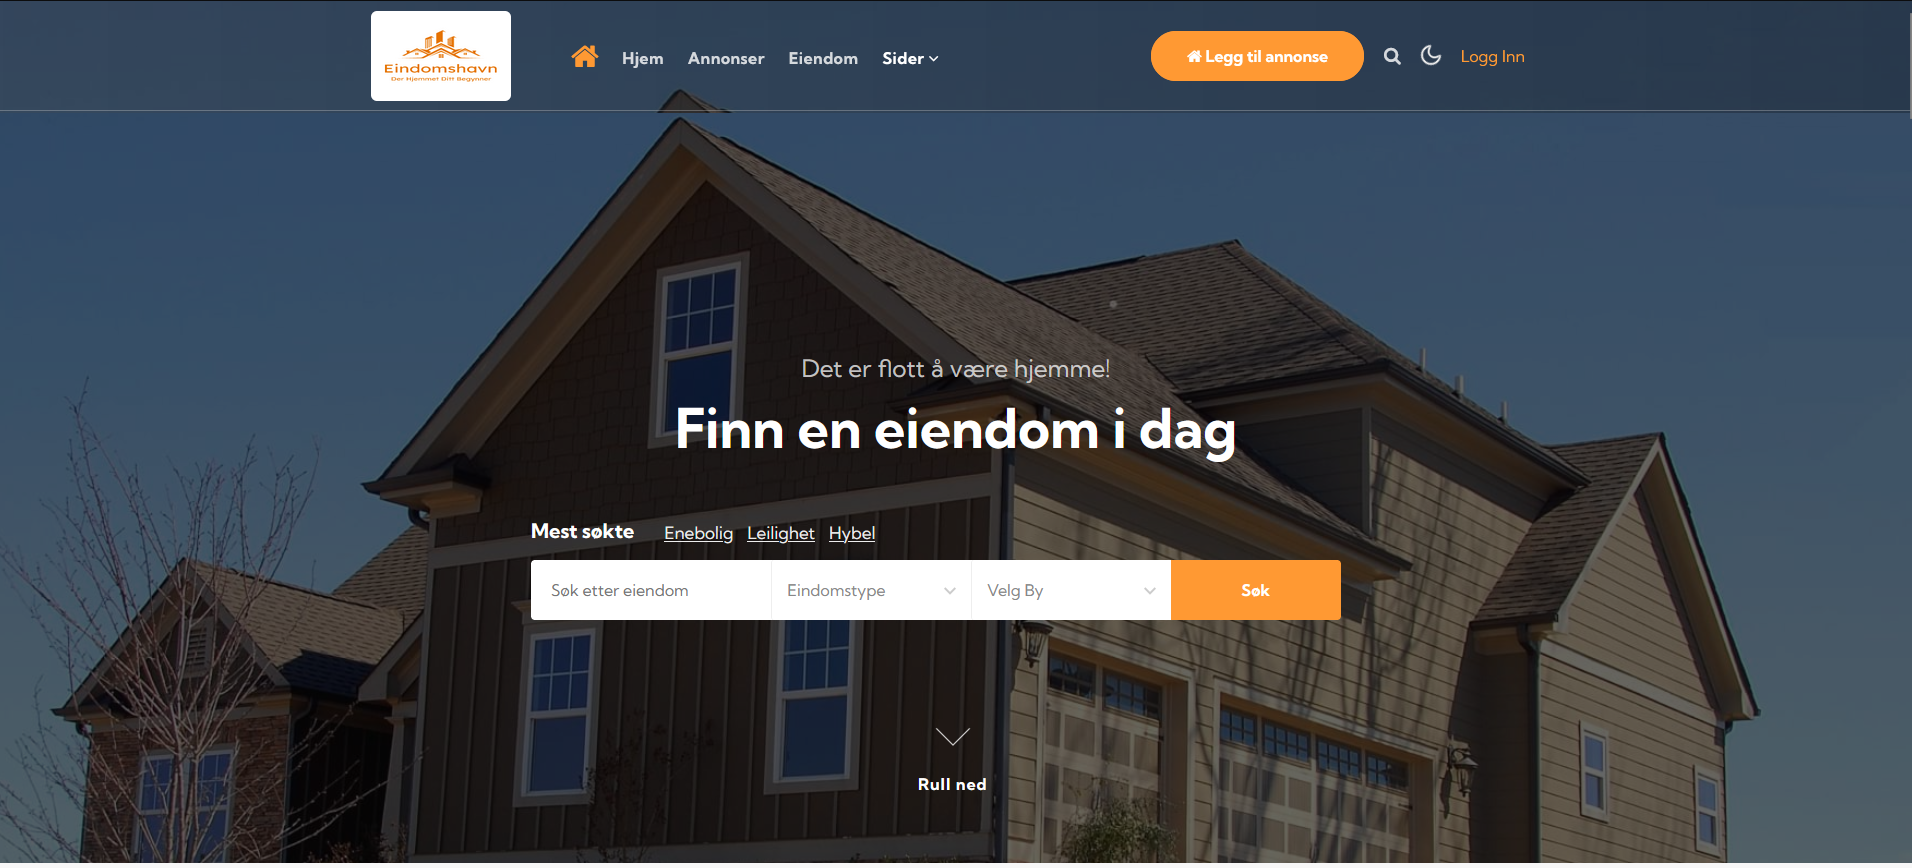 Eindomshavn
Der Hjemmet Ditt Begynner
Hjem
Annonser
Eiendom
Sider
Legg til annonse
Logg Inn
Det er flott å være hjemme!
Finn en eiendom i dag
Mest søkte Enebolig Leilighet Hybel
Søk etter eiendom
Eindomstype
Velg By
Søk
Rull ned